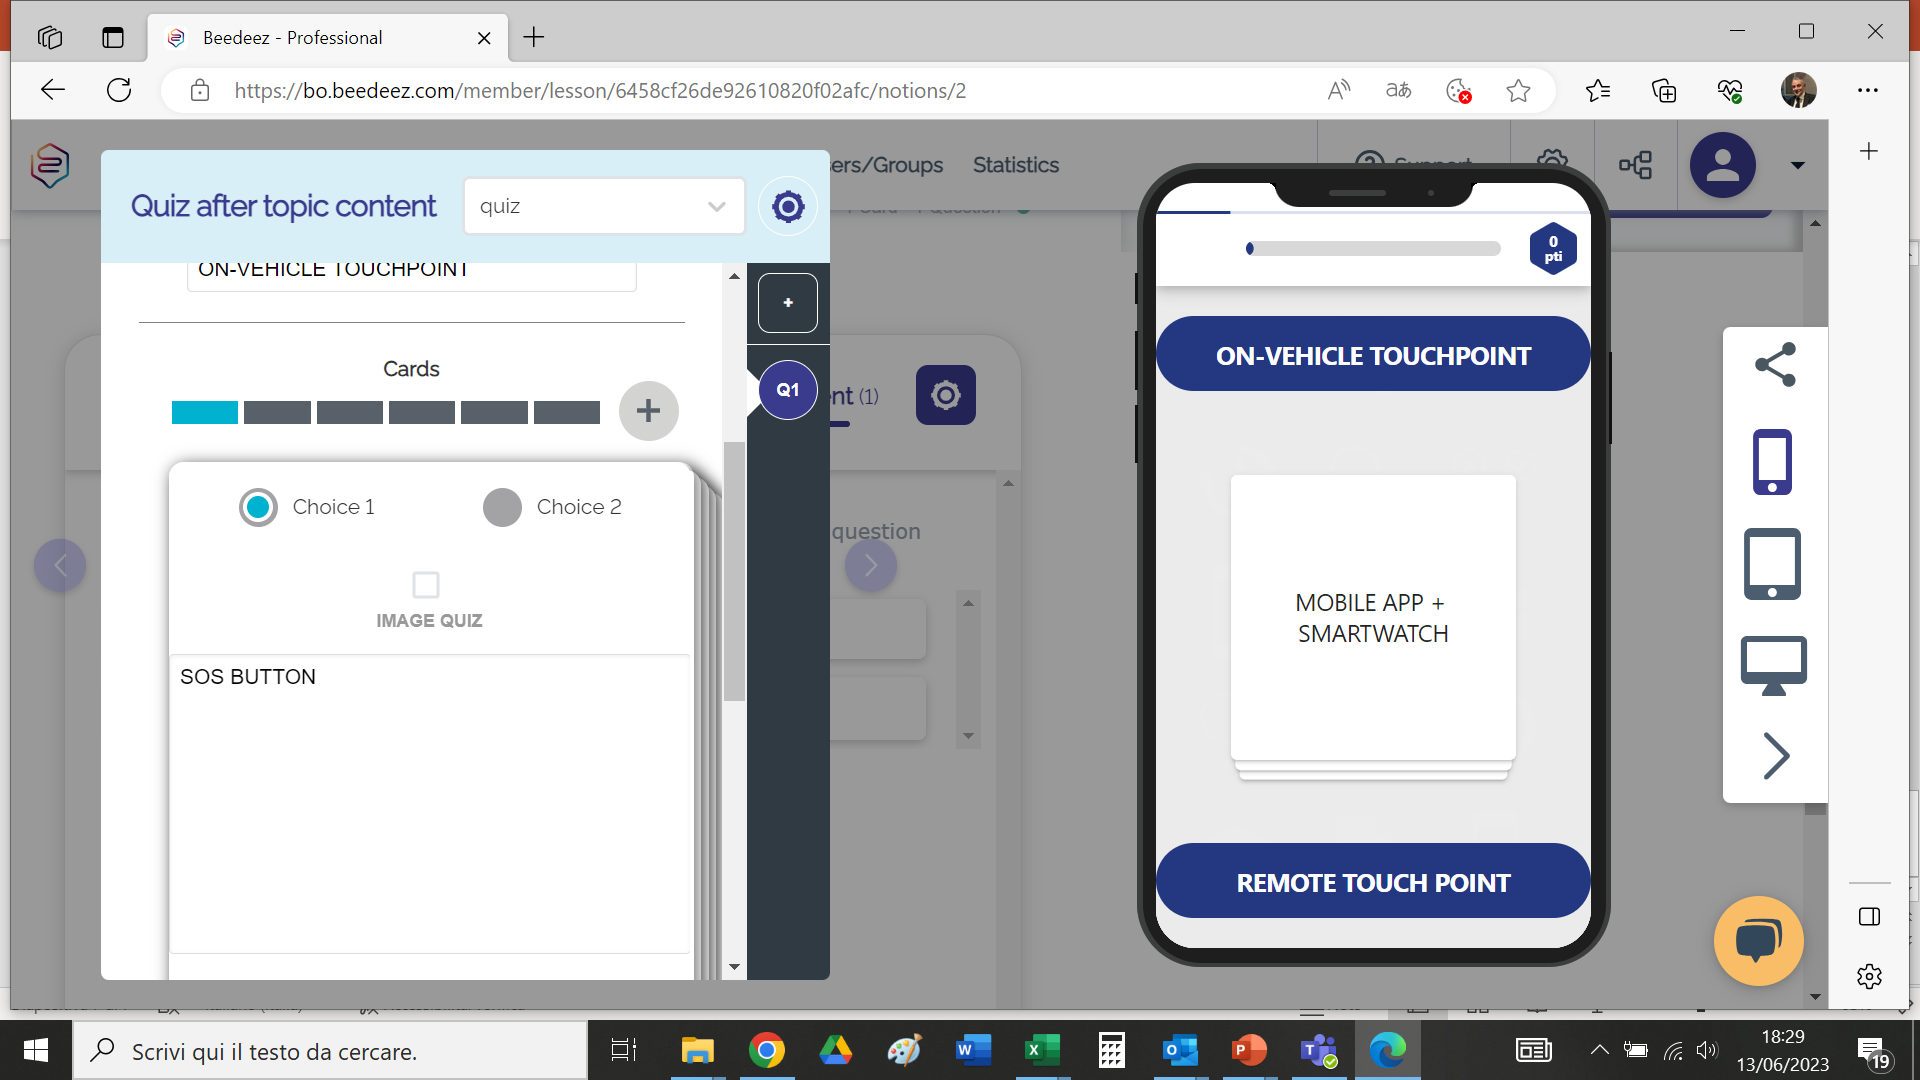 Beedeez - Professional
https://bo.beedeez.com/member/lesson/6458cf26de92610820f02afc/notions/2
ers/Groups
Statistics
Support
Quiz after topic content
quiz
ON-VEHICLE TOUCHPOINT
Cards
Choice 1
Choice 2
IMAGE QUIZ
SOS BUTTON
+
Q1
nt (1)
question
0
pti
ON-VEHICLE TOUCHPOINT
MOBILE APP +
SMARTWATCH
REMOTE TOUCH POINT
Scrivi qui il testo da cercare.
18:29
13/06/2023
19